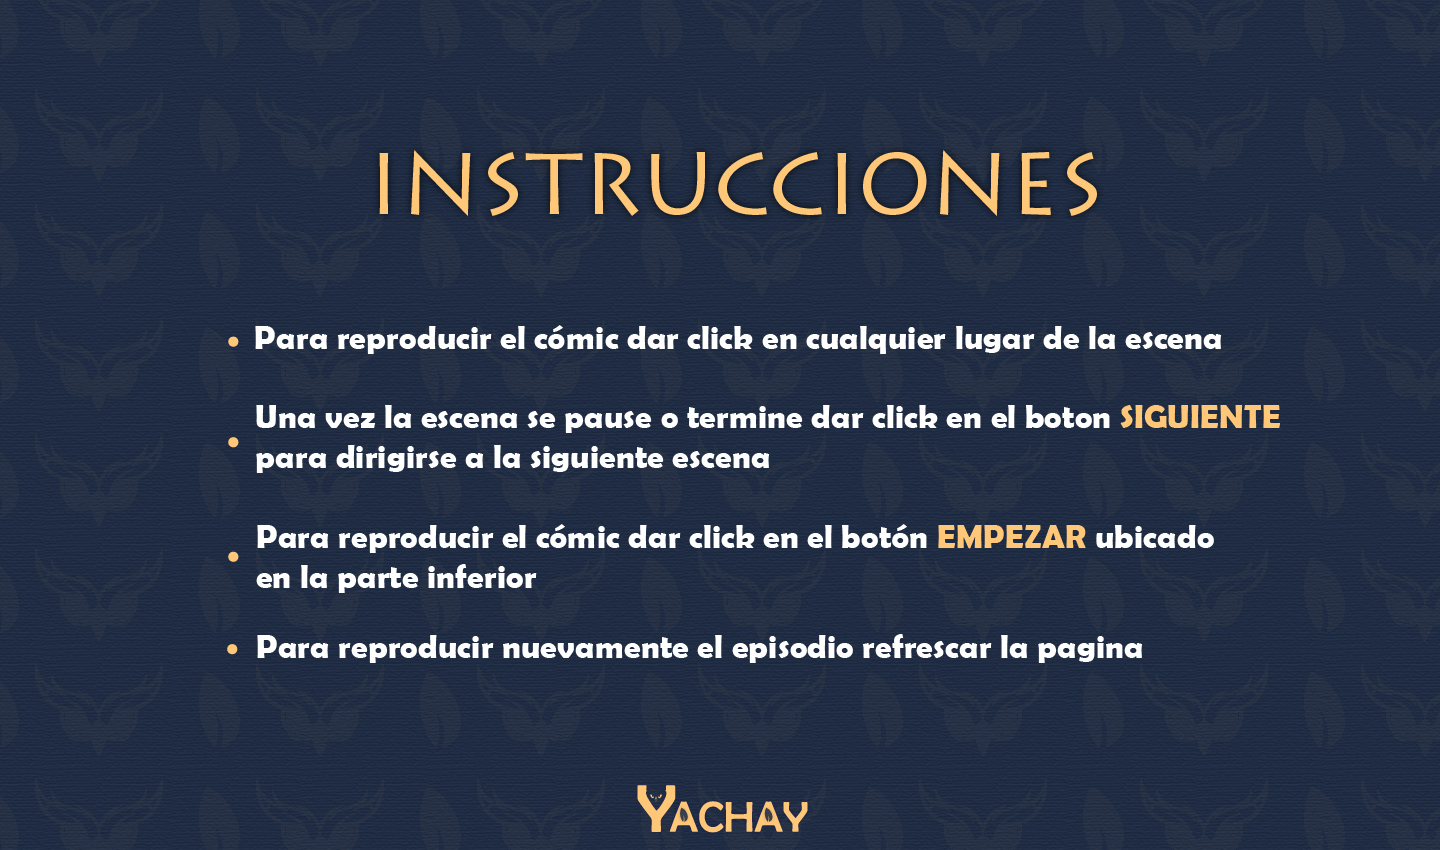 INSTRUCCIONES
• Para reproducir el cómic dar click en cualquier lugar de la escena
• Una vez la escena se pause o termine dar click en el boton SIGUIENTE
para dirigirse a la siguiente escena
• Para reproducir el cómic dar click en el botón EMPEZAR ubicado
en la parte inferior
• Para reproducir nuevamente el episodio refrescar la pagina
YACHAY